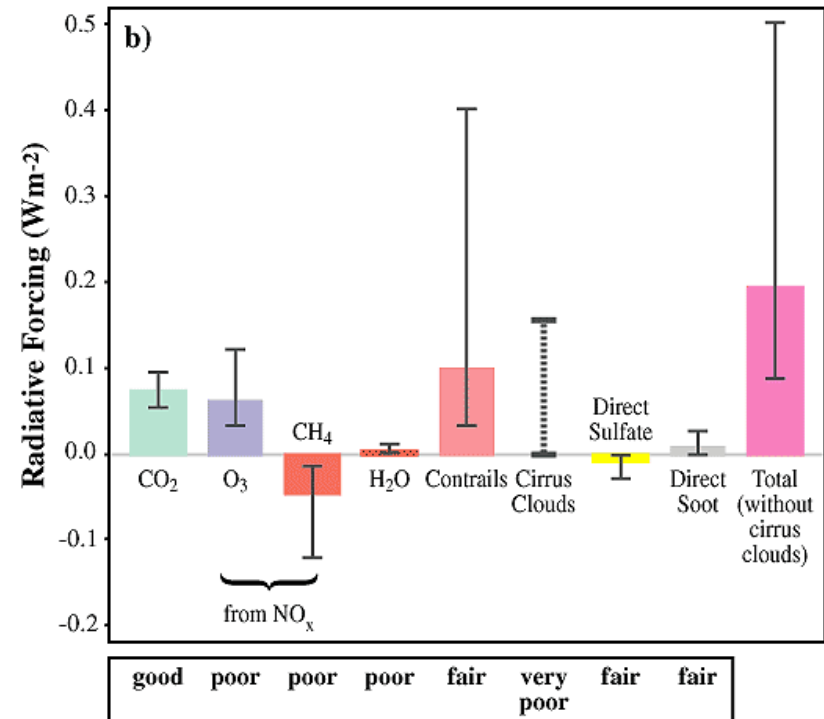 b)
Radiative Forcing (Wm-2)
0.5
0.4
0.3
0.2
0.1
0.0
-0.1
-0.2
CO2
O3
CH4
from NOx
H2O
Contrails
Cirrus
Clouds
Direct
Sulfate
Direct
Soot
Total
(without
cirrus
clouds)
good poor poor poor fair very poor fair fair